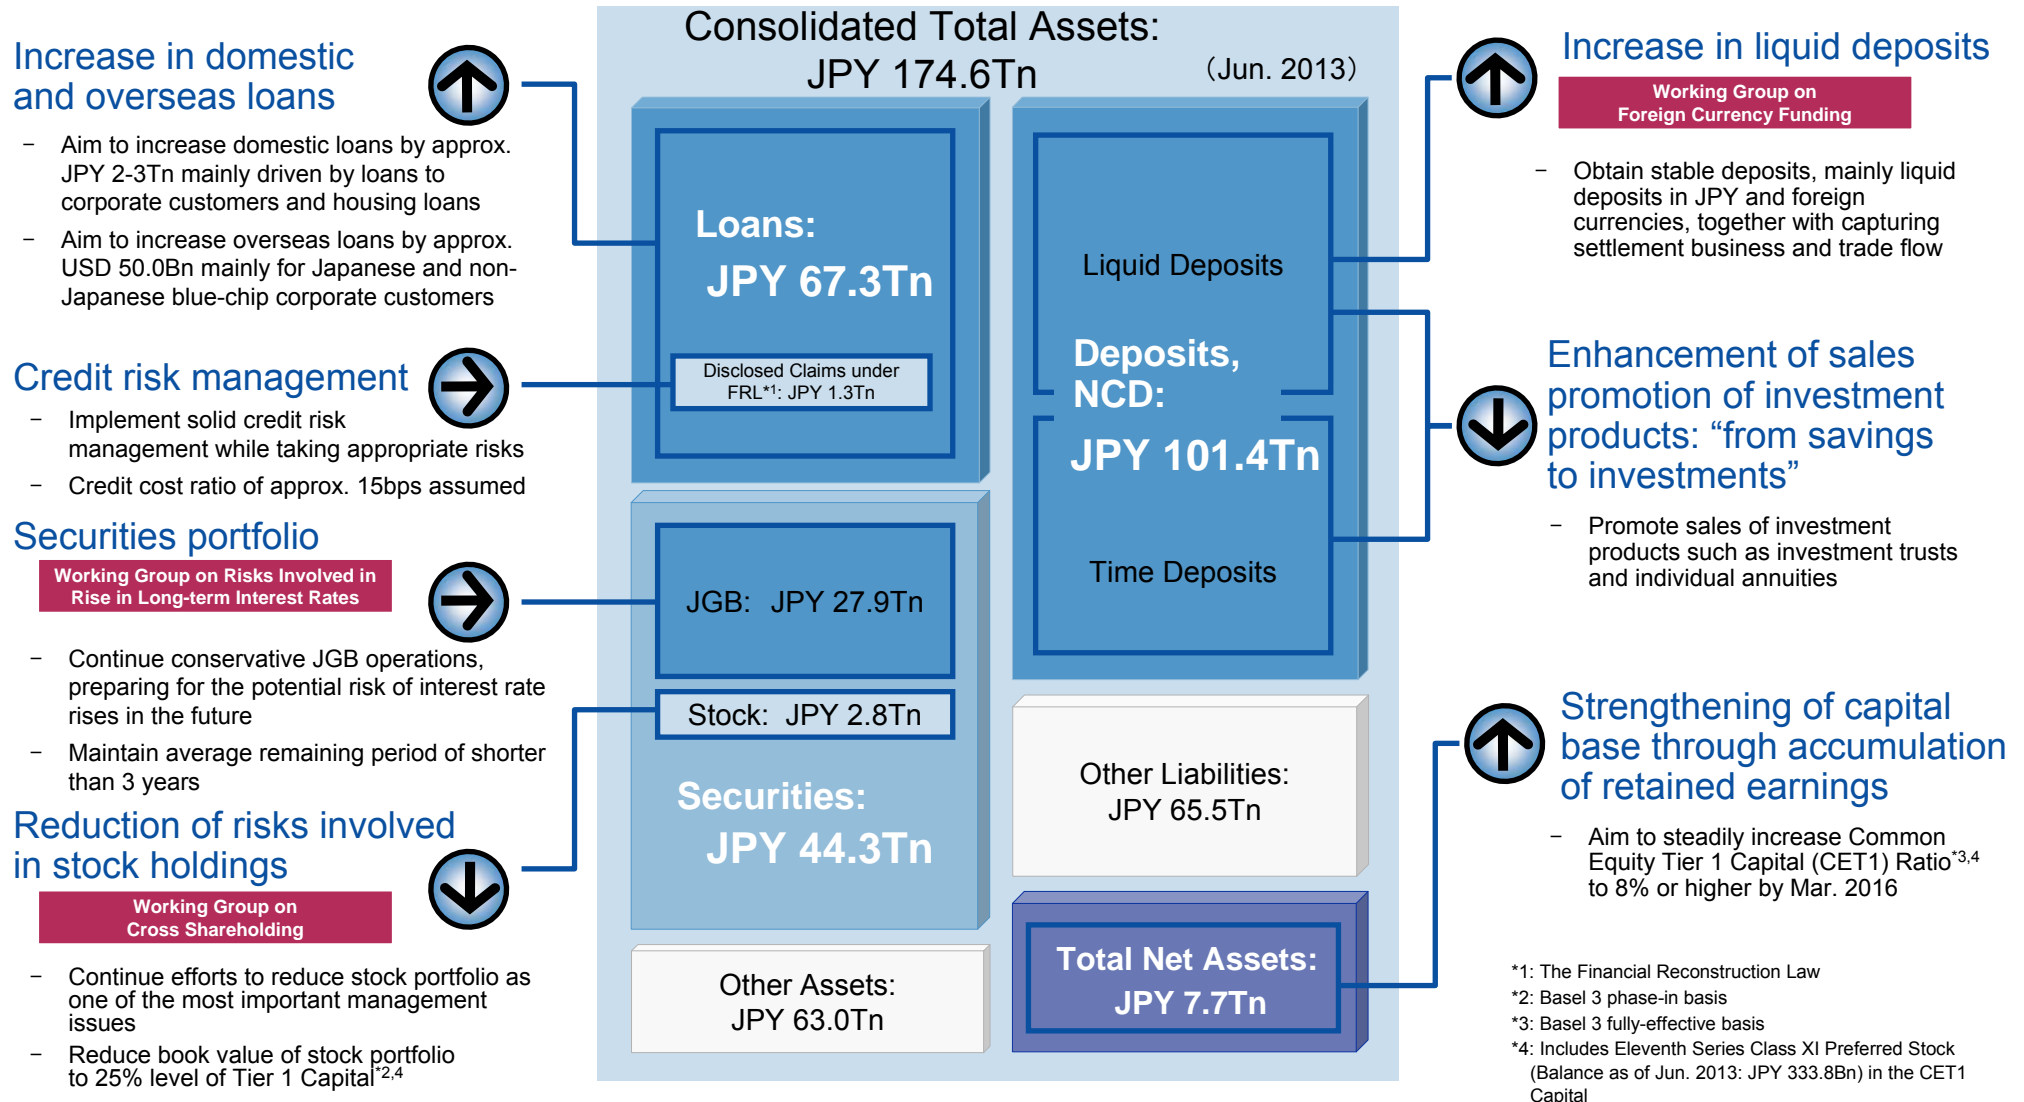 Consolidated Total Assets:
JPY 174.6Tn
（Jun. 2013）
Increase in domestic
and overseas loans
－ Aim to increase domestic loans by approx.
JPY 2-3Tn mainly driven by loans to
corporate customers and housing loans
－ Aim to increase overseas loans by approx.
USD 50.0Bn mainly for Japanese and non-
Japanese blue-chip corporate customers
Credit risk management
－ Implement solid credit risk
management while taking appropriate risks
－ Credit cost ratio of approx. 15bps assumed
Securities portfolio
Working Group on Risks Involved in
Rise in Long-term Interest Rates
－ Continue conservative JGB operations,
preparing for the potential risk of interest rate
rises in the future
－ Maintain average remaining period of shorter
than 3 years
Reduction of risks involved
in stock holdings
Working Group on
Cross Shareholding
－ Continue efforts to reduce stock portfolio as
one of the most important management
issues
－ Reduce book value of stock portfolio
to 25% level of Tier 1 Capital*2,4
Loans:
JPY 67.3Tn
Disclosed Claims under
FRL*1: JPY 1.3Tn
JGB: JPY 27.9Tn
Stock: JPY 2.8Tn
Securities:
JPY 44.3Tn
Other Assets:
JPY 63.0Tn
Liquid Deposits
Deposits,
NCD:
JPY 101.4Tn
Time Deposits
Other Liabilities:
JPY 65.5Tn
Total Net Assets:
JPY 7.7Tn
Increase in liquid deposits
Working Group on
Foreign Currency Funding
－ Obtain stable deposits, mainly liquid
deposits in JPY and foreign
currencies, together with capturing
settlement business and trade flow
Enhancement of sales
promotion of investment
products: “from savings
to investments”
－ Promote sales of investment
products such as investment trusts
and individual annuities
Strengthening of capital
base through accumulation
of retained earnings
－ Aim to steadily increase Common
Equity Tier 1 Capital (CET1) Ratio*3,4
to 8% or higher by Mar. 2016
*1: The Financial Reconstruction Law
*2: Basel 3 phase-in basis
*3: Basel 3 fully-effective basis
*4: Includes Eleventh Series Class XI Preferred Stock
(Balance as of Jun. 2013: JPY 333.8Bn) in the CET1
Capital